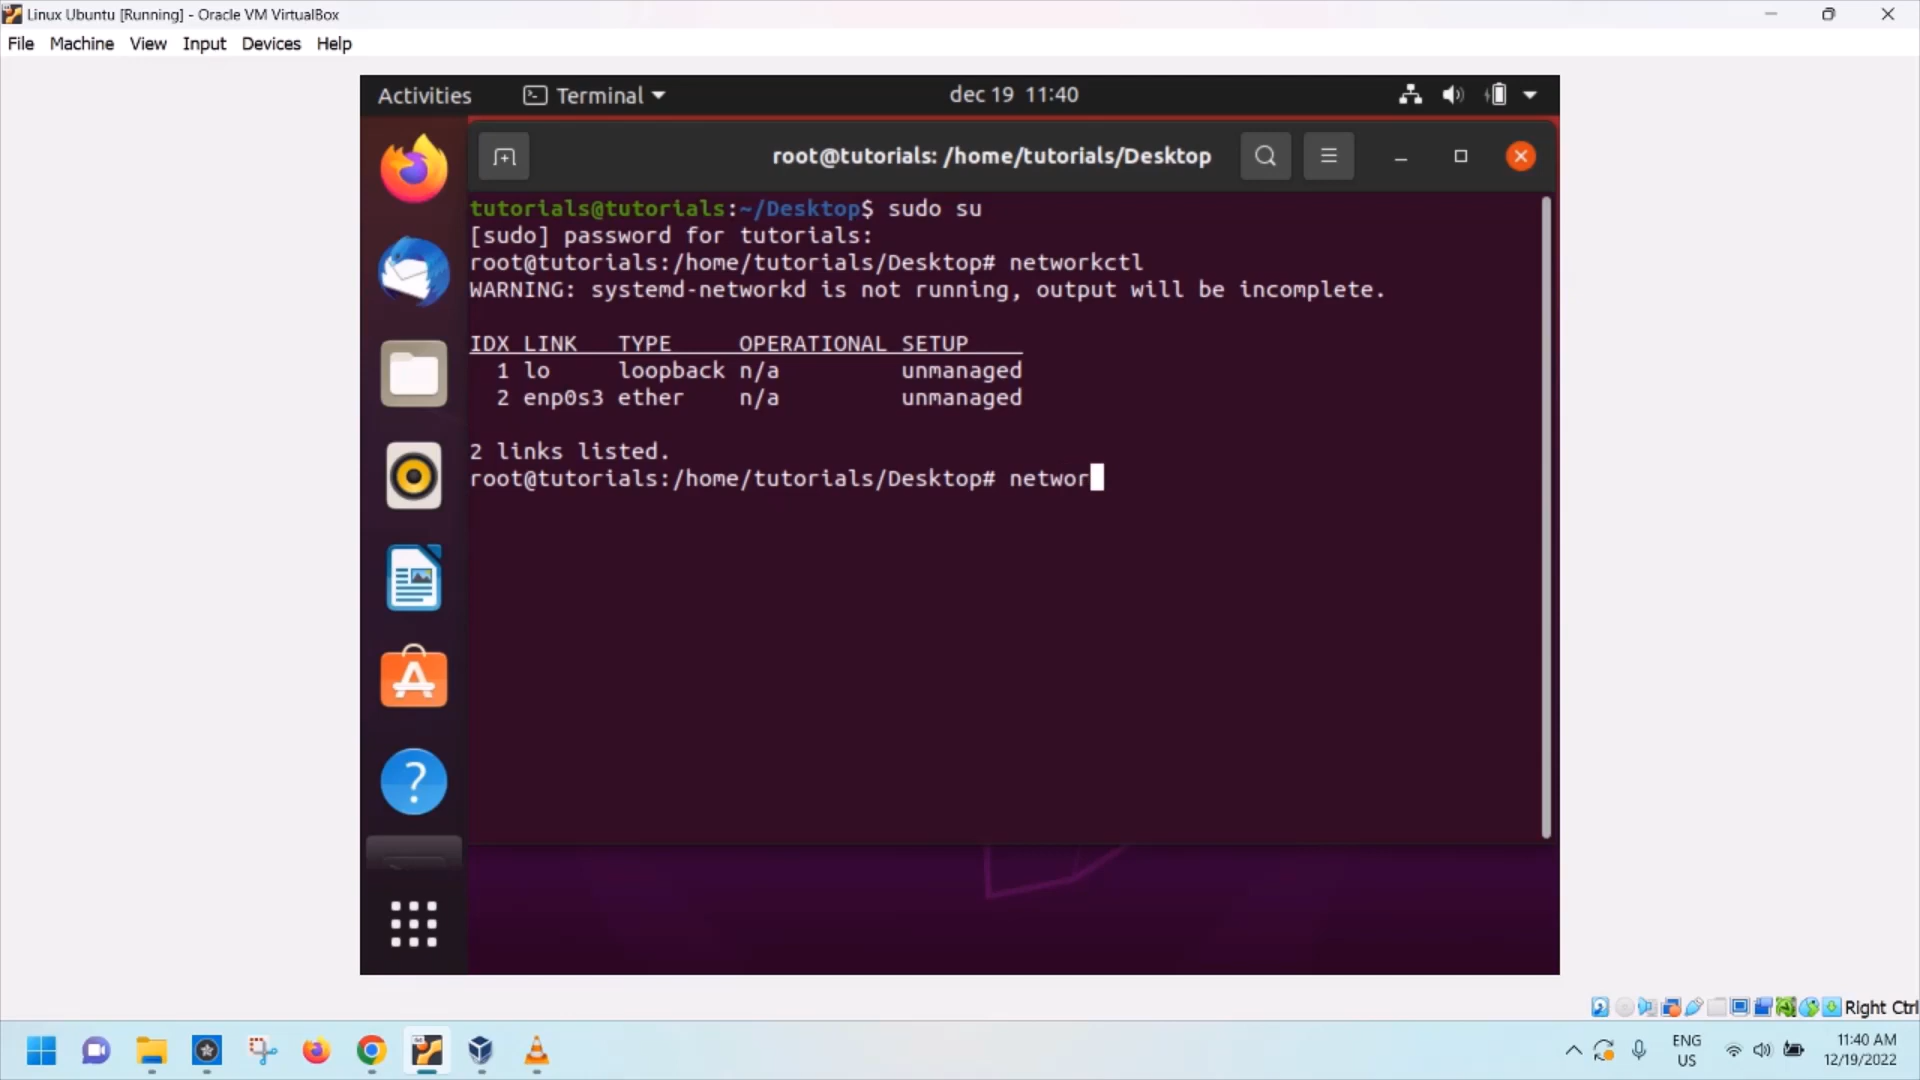 Linux Ubuntu [Running] - Oracle VM VirtualBox
File Machine View Input Devices Help
Activities Terminal dec 19 11:40
root@tutorials: /home/tutorials/Desktop
tutorials@tutorials:~/Desktop$ sudo su
[sudo] password for tutorials:
root@tutorials:/home/tutorials/Desktop# networkctl
WARNING: systemd-networkd is not running, output will be incomplete.
IDX LINK TYPE OPERATIONAL SETUP
1 lo loopback n/a unmanaged
2 enp0s3 ether n/a unmanaged
2 links listed.
root@tutorials:/home/tutorials/Desktop# networ
Right Ctrl
ENG
US
11:40 AM
12/19/2022